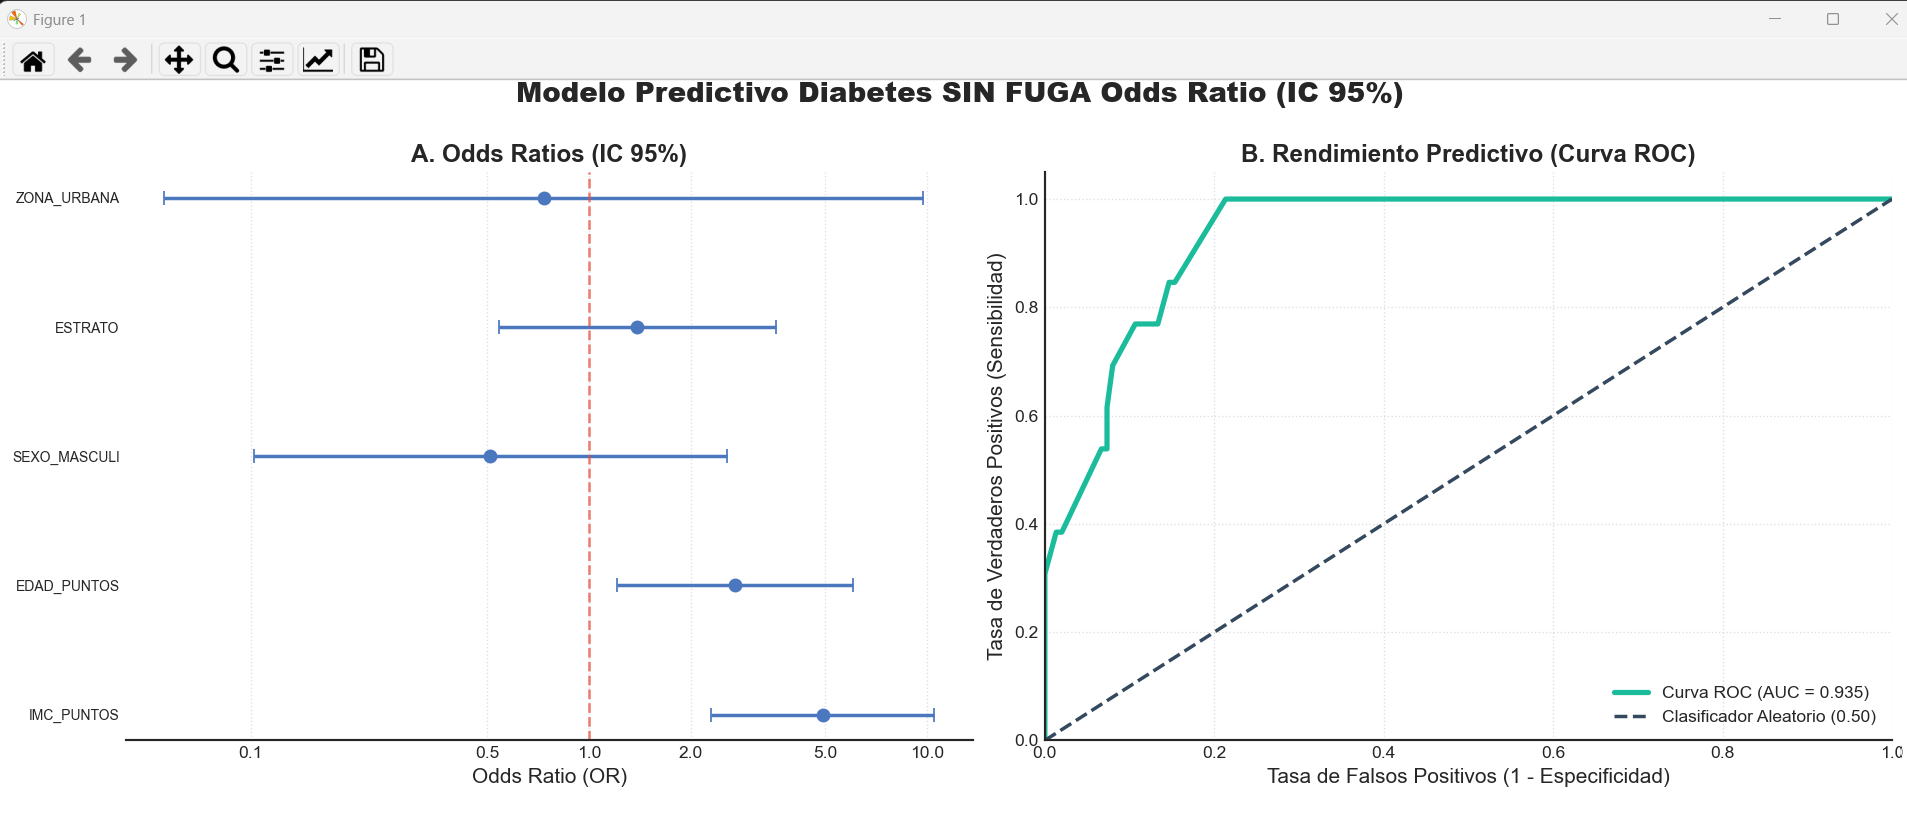 Figure 1
Modelo Predictivo Diabetes SIN FUGA Odds Ratio (IC 95%)
A. Odds Ratios (IC 95%)
ZONA_URBANA
ESTRATO
SEXO_MASCULI
EDAD_PUNTOS
IMC_PUNTOS
0.1 0.5 1.0 2.0 5.0 10.0
Odds Ratio (OR)
B. Rendimiento Predictivo (Curva ROC)
Tasa de Verdaderos Positivos (Sensibilidad)
1.0
0.8
0.6
0.4
0.2
0.0
Curva ROC (AUC = 0.935)
Clasificador Aleatorio (0.50)
0.0 0.2 0.4 0.6 0.8 1.0
Tasa de Falsos Positivos (1 - Especificidad)